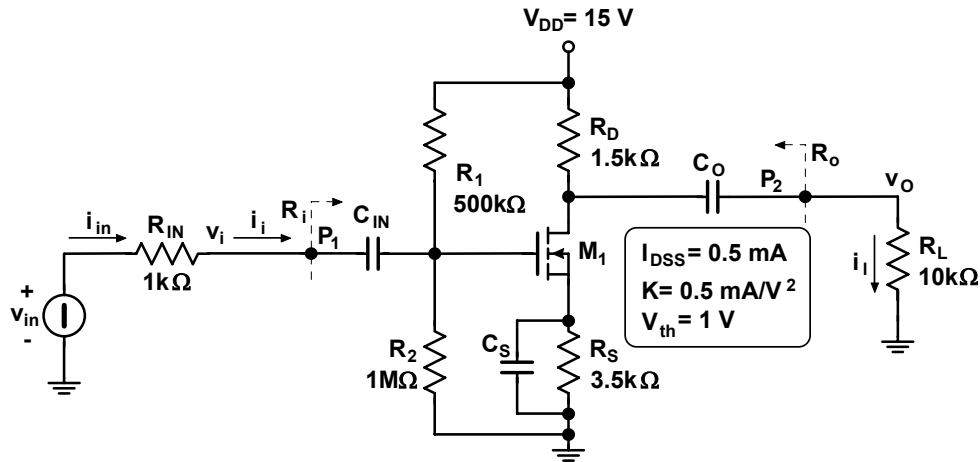 V_DD = 15 V
R_D
1.5kΩ
R_1
500kΩ
C_O
P_2
R_o
v_O
i_in
R_IN
1kΩ
v_i
i_i
R_i
P_1
C_IN
M_1
I_DSS = 0.5 mA
K= 0.5 mA/V²
V_th = 1 V
i_l
R_L
10kΩ
+
v_in
-
R_2
1MΩ
C_S
R_S
3.5kΩ